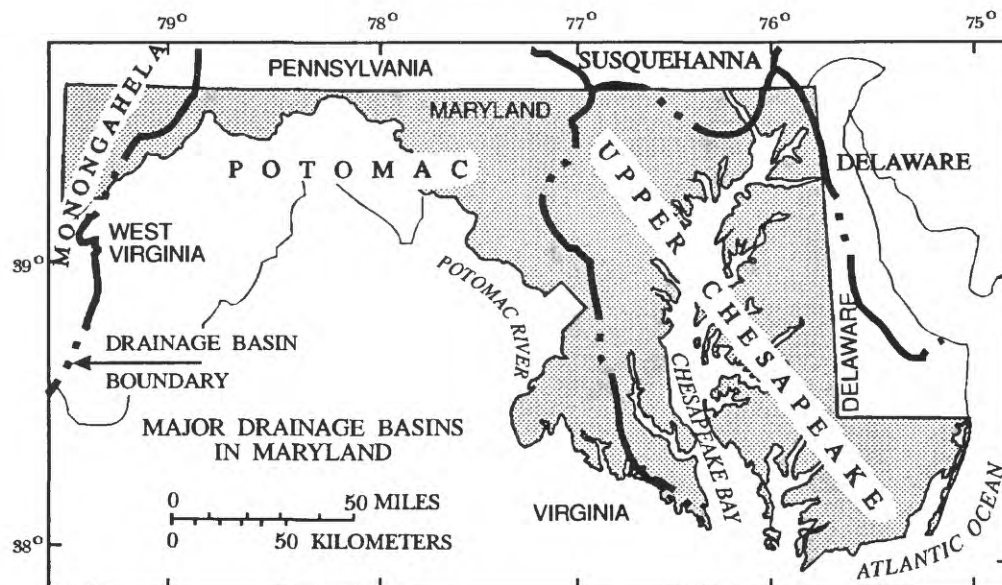 79°
78°
77°
76°
75°
SUSQUEHANNA
PENNSYLVANIA
MARYLAND
MONONGAHELA
POTOMAC
UPPER CHESAPEAKE
DELAWARE
WEST
VIRGINIA
39°
POTOMAC RIVER
DELAWARE
DRAINAGE BASIN
BOUNDARY
CHESAPEAKE BAY
MAJOR DRAINAGE BASINS
IN MARYLAND
0 50 MILES
0 50 KILOMETERS
VIRGINIA
38°
ATLANTIC OCEAN